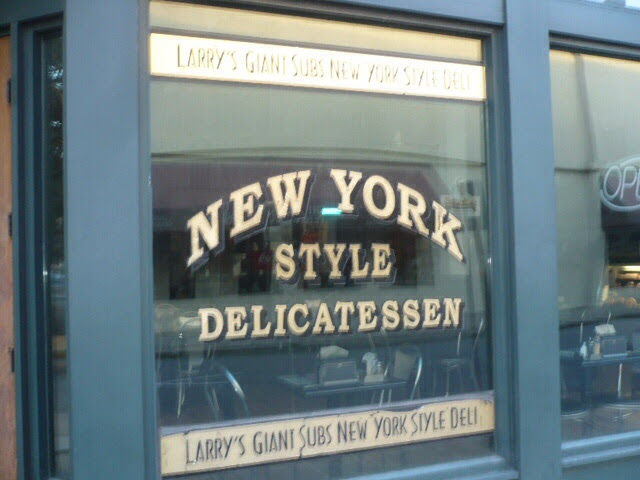 LARRY'S GIANT SUBS NEW YORK STYLE DELI
NEW YORK
STYLE
DELICATESSEN
LARRY'S GIANT SUBS NEW YORK STYLE DELI